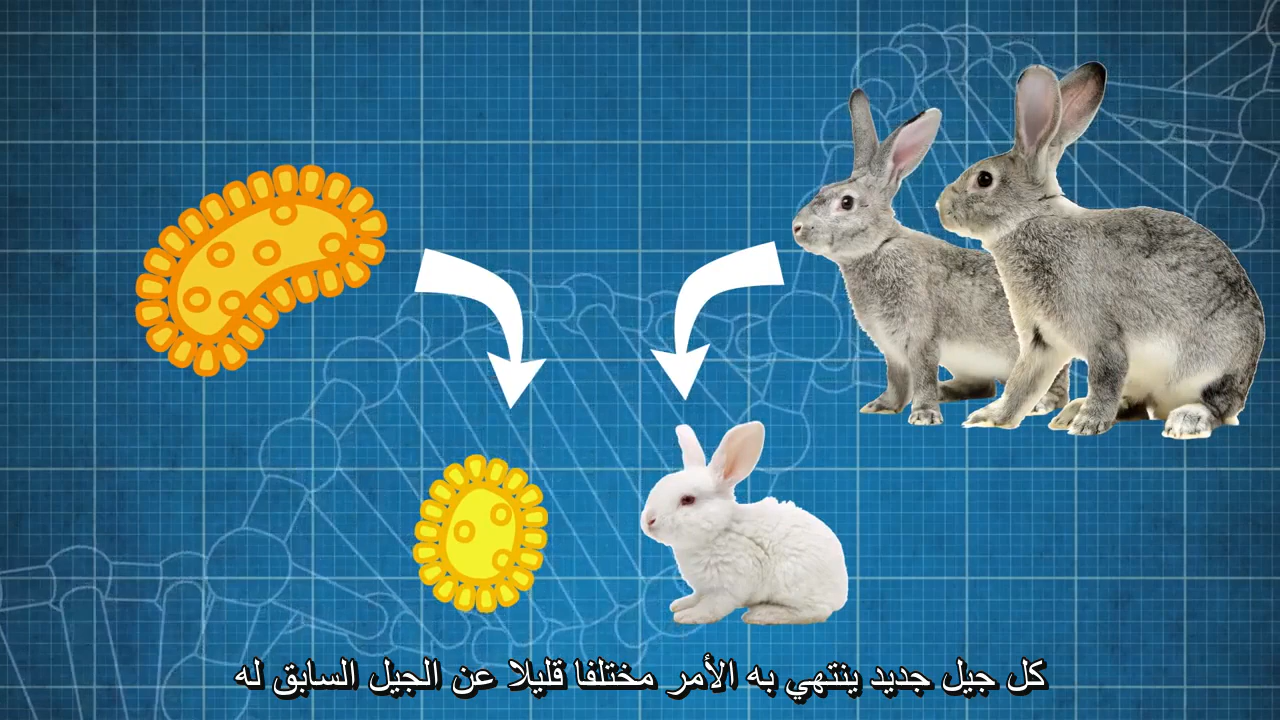 كل جيل جديد ينتهي به الأمر مختلفا قليلا عن الجيل السابق له